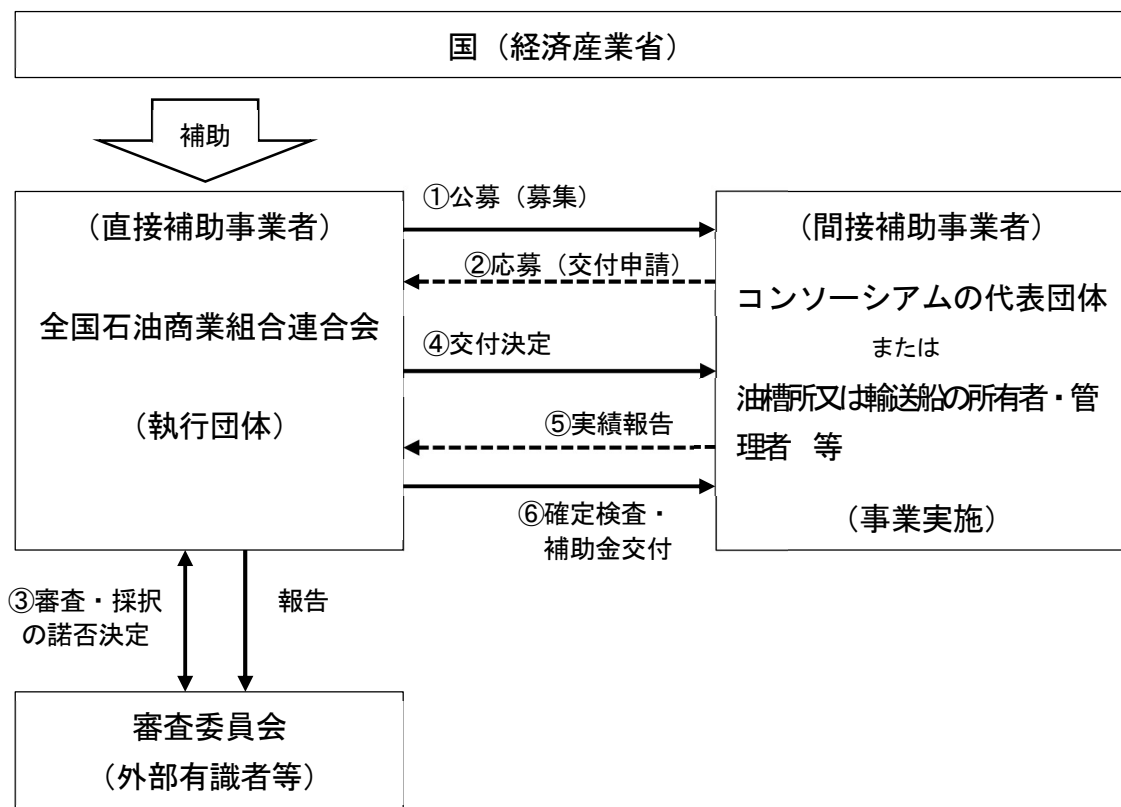 国（経済産業省）
補助
（直接補助事業者）
全国石油商業組合連合会
（執行団体）
①公募（募集）
②応募（交付申請）
④交付決定
⑤実績報告
⑥確定検査・
補助金交付
（間接補助事業者）
コンソーシアムの代表団体
または
油槽所又は輸送船の所有者・管
理者　等
（事業実施）
③審査・採択
の諾否決定
報告
審査委員会
（外部有識者等）